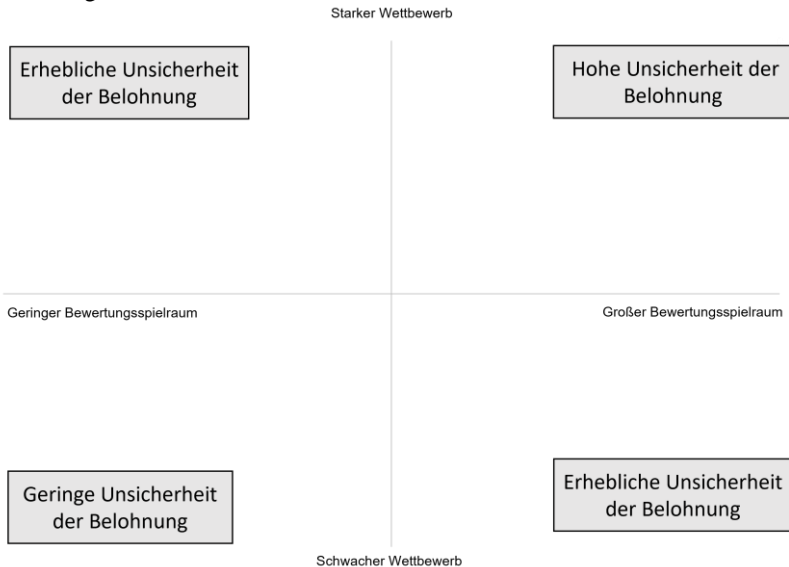 Starker Wettbewerb
Erhebliche Unsicherheit
der Belohnung
Hohe Unsicherheit der
Belohnung
Geringer Bewertungsspielraum
Großer Bewertungsspielraum
Geringe Unsicherheit
der Belohnung
Erhebliche Unsicherheit
der Belohnung
Schwacher Wettbewerb